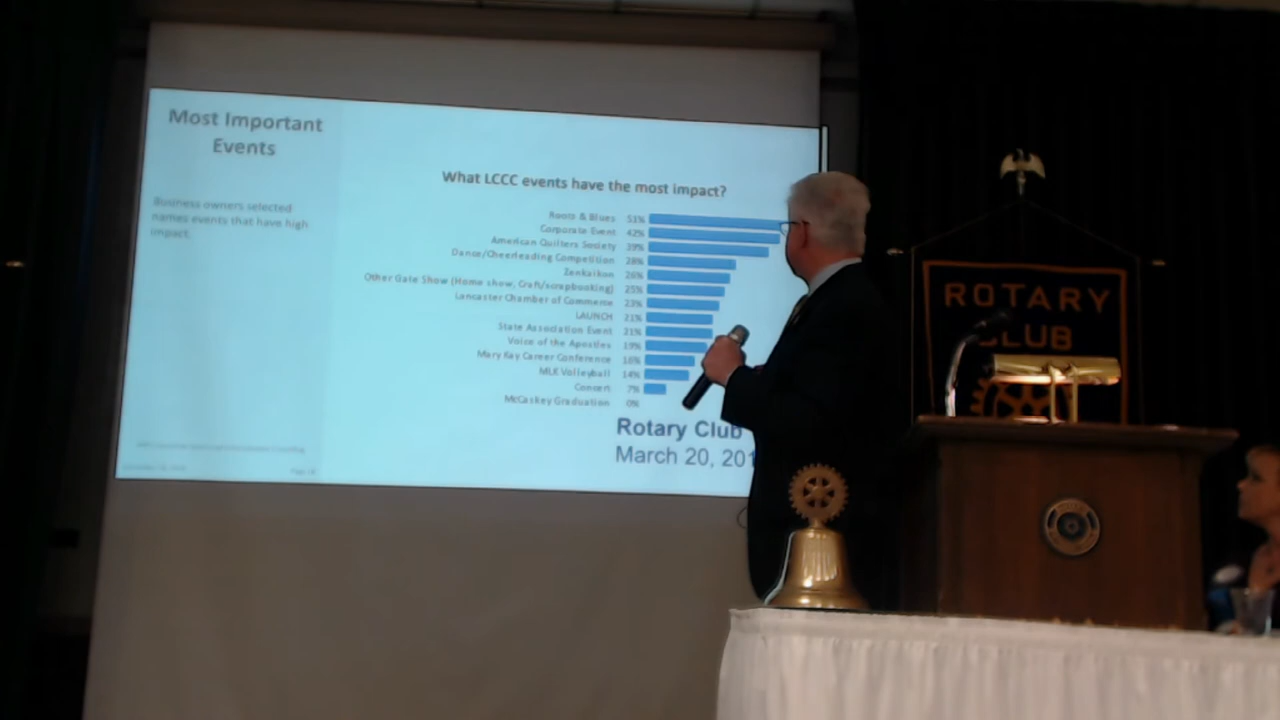 Most Important
Events
Business owners selected
names events that have high
impact.
What LCCC events have the most impact?
Roots & Blues 51%
Corporate Event 42%
American Quilters Society 39%
Dance/Cheerleading Competition 28%
Zenkaikon 26%
Other Gate Show (Home show, Craft/scrapbooking) 25%
Lancaster Chamber of Commerce 23%
LAUNCH 21%
State Association Event 21%
Voice of the Apostles 19%
Mary Kay Career Conference 16%
MLK Volleyball 14%
Concert 7%
McCaskey Graduation 0%
Rotary Club
March 20, 201
ROTARY
CLUB